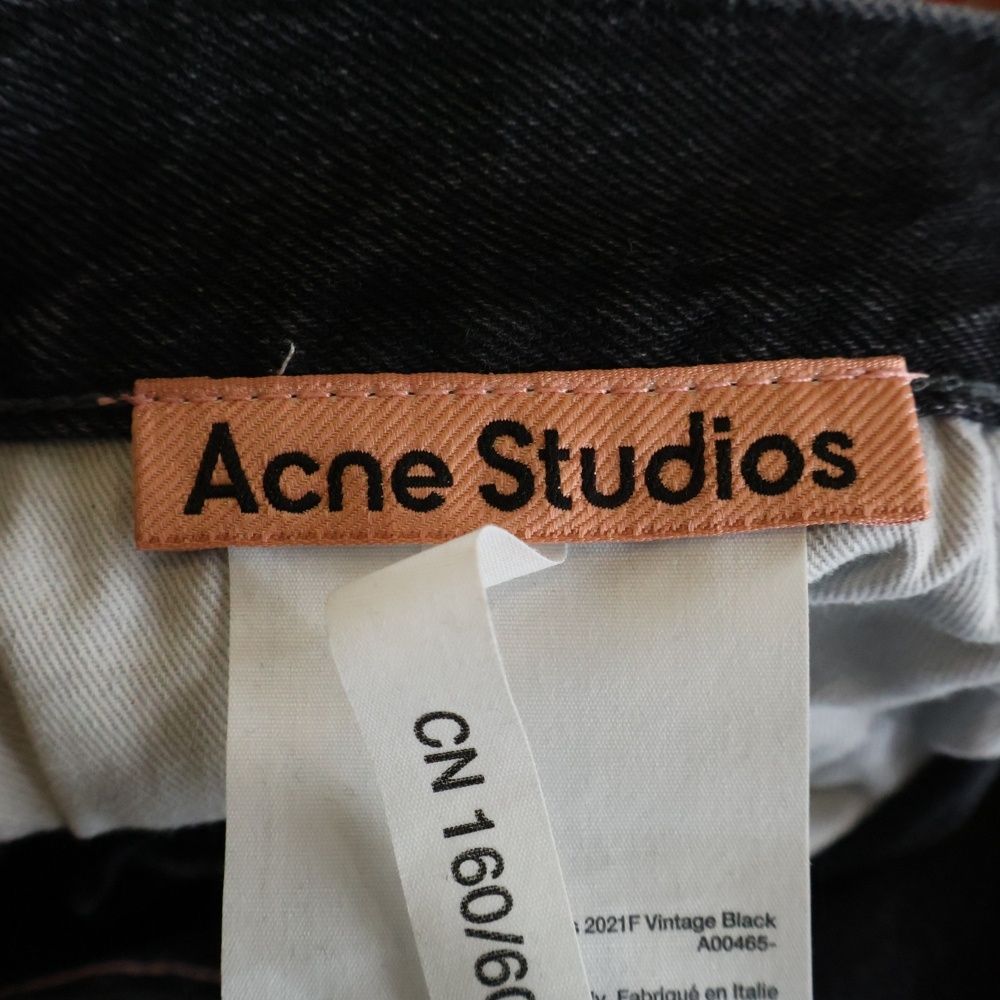 Acne Studios
CN 160/6
2021F Vintage Black
A00465-
Fabriqué en Italie